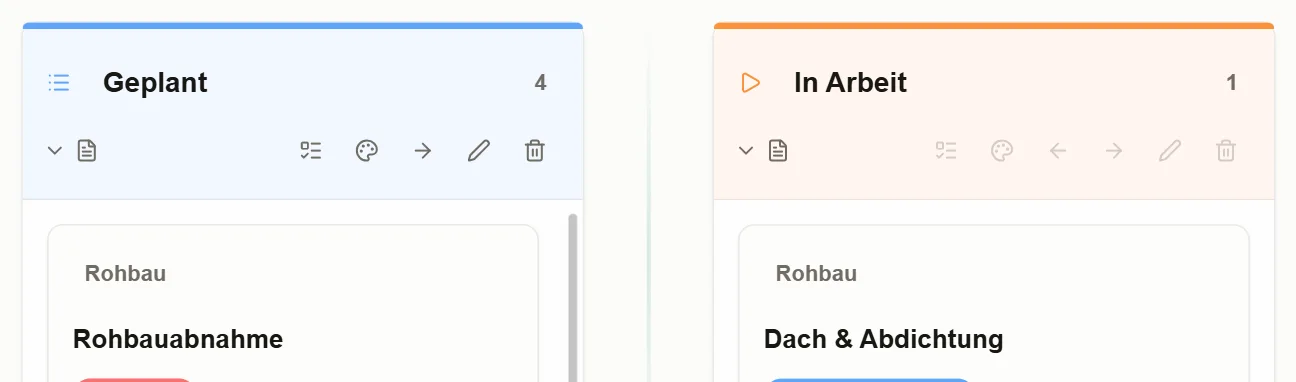 Geplant 4
In Arbeit 1
Rohbau
Rohbauabnahme
Rohbau
Dach & Abdichtung